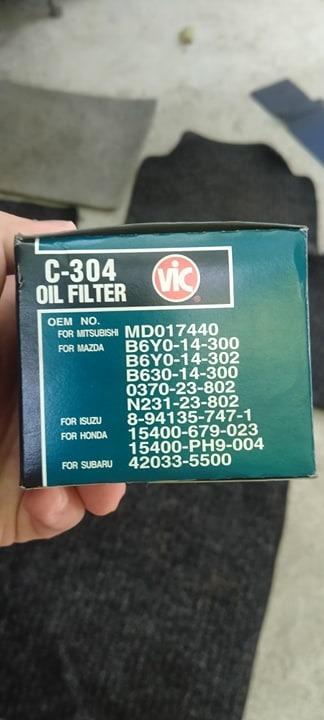 C-304
OIL FILTER
VIC
®
OEM NO.
FOR MITSUBISHI MD017440
FOR MAZDA B6Y0-14-300
B6Y0-14-302
B630-14-300
0370-23-802
N231-23-802
FOR ISUZU 8-94135-747-1
FOR HONDA 15400-679-023
15400-PH9-004
FOR SUBARU 42033-5500